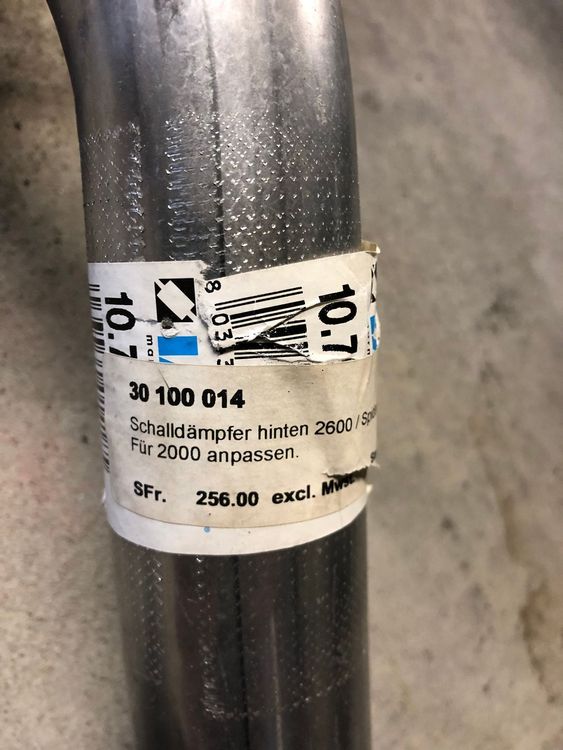 10.7
10.7
30 100 014
Schalldämpfer hinten 2600 /
Für 2000 anpassen.
SFr. 256.00 excl.